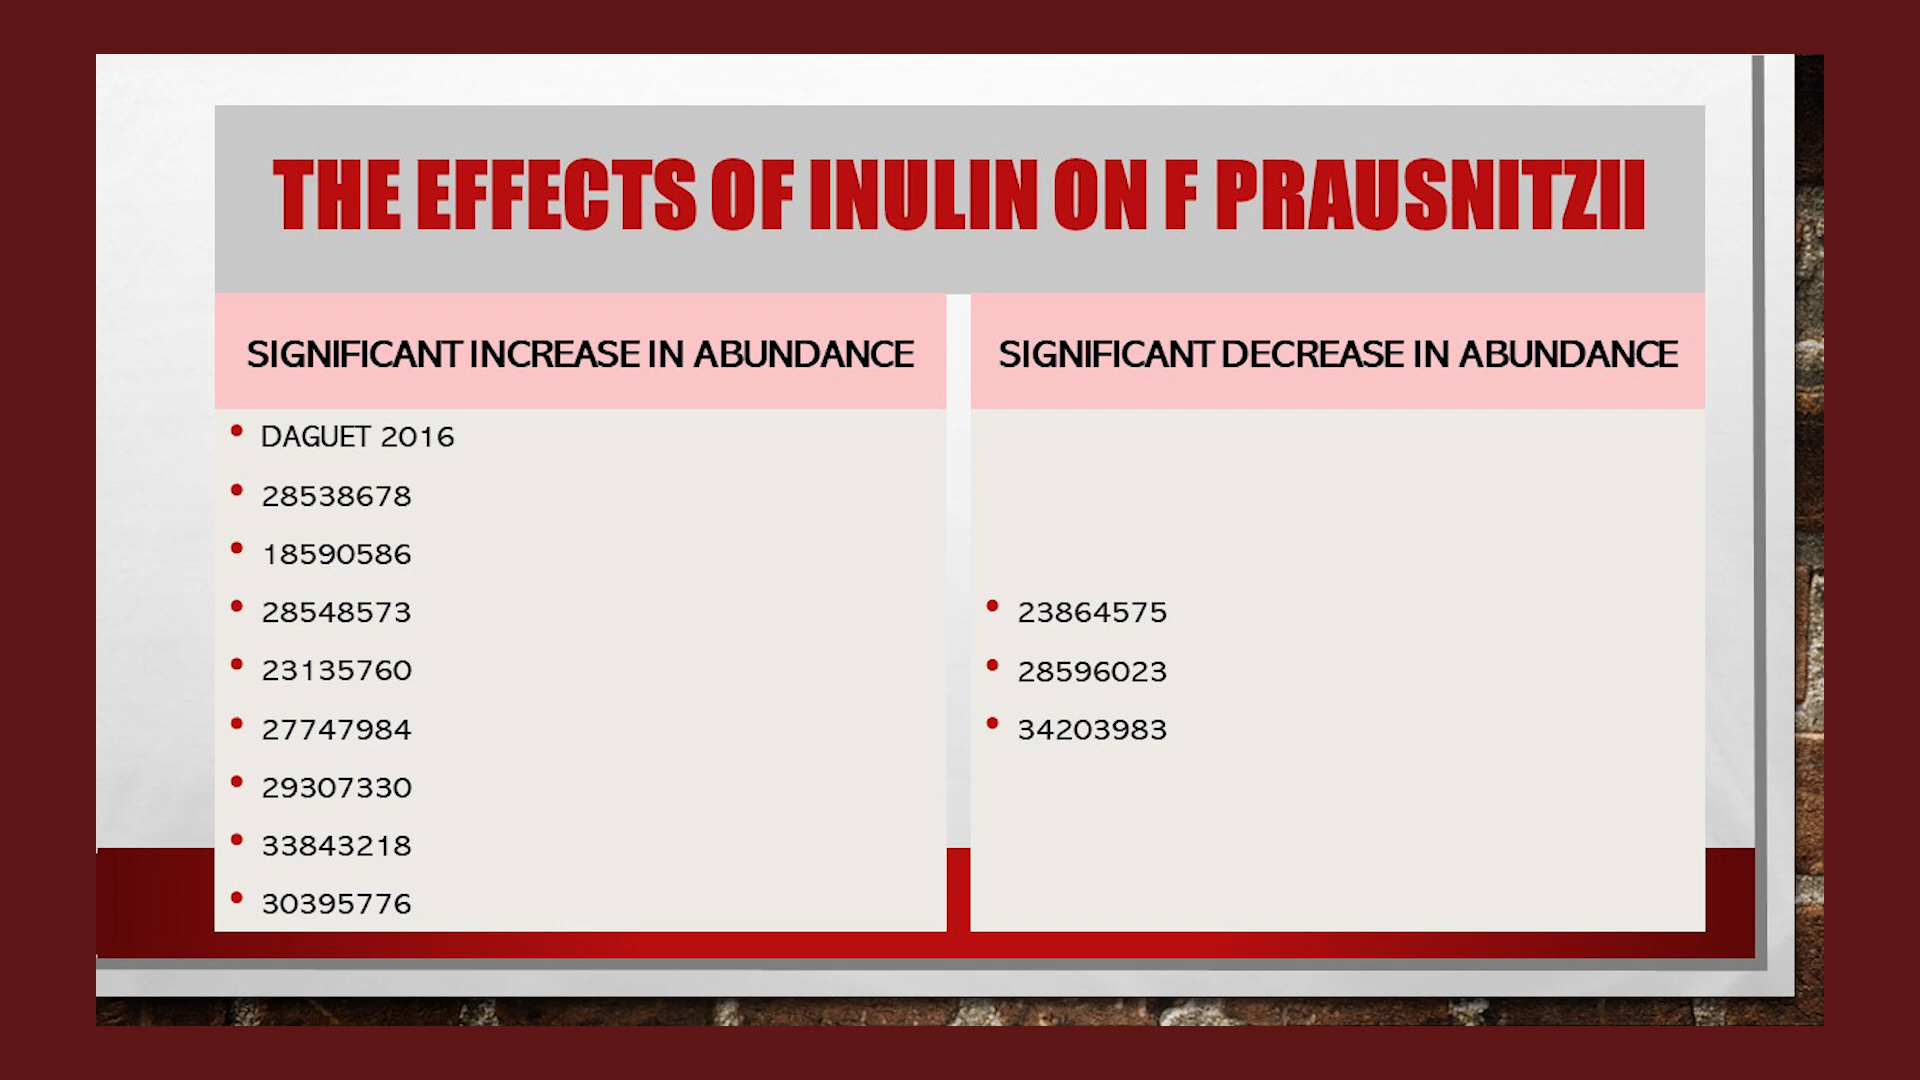 THE EFFECTS OF INULIN ON F PRAUSNITZII
SIGNIFICANT INCREASE IN ABUNDANCE
• DAGUET 2016
• 28538678
• 18590586
• 28548573
• 23135760
• 27747984
• 29307330
• 33843218
• 30395776
SIGNIFICANT DECREASE IN ABUNDANCE
• 23864575
• 28596023
• 34203983